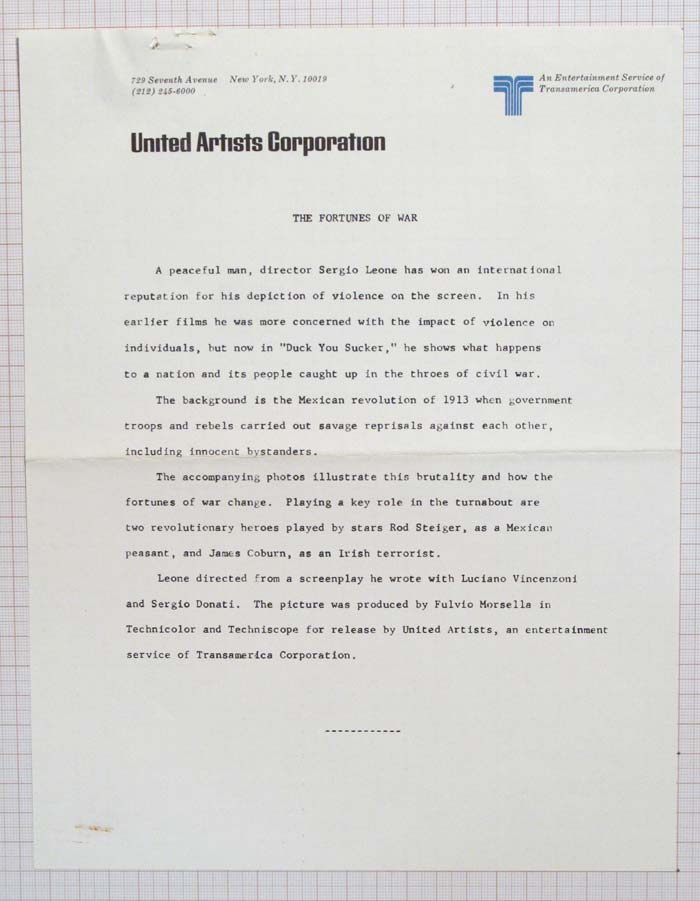 729 Seventh Avenue New York, N.Y. 10019
(212) 245-6000
An Entertainment Service of
Transamerica Corporation
United Artists Corporation
THE FORTUNES OF WAR
A peaceful man, director Sergio Leone has won an international
reputation for his depiction of violence on the screen. In his
earlier films he was more concerned with the impact of violence on
individuals, but now in "Duck You Sucker," he shows what happens
to a nation and its people caught up in the throes of civil war.
The background is the Mexican revolution of 1913 when government
troops and rebels carried out savage reprisals against each other,
including innocent bystanders.
The accompanying photos illustrate this brutality and how the
fortunes of war change. Playing a key role in the turnabout are
two revolutionary heroes played by stars Rod Steiger, as a Mexican
peasant, and James Coburn, as an Irish terrorist.
Leone directed from a screenplay he wrote with Luciano Vincenzoni
and Sergio Donati. The picture was produced by Fulvio Morsella in
Technicolor and Techniscope for release by United Artists, an entertainment
service of Transamerica Corporation.
------------